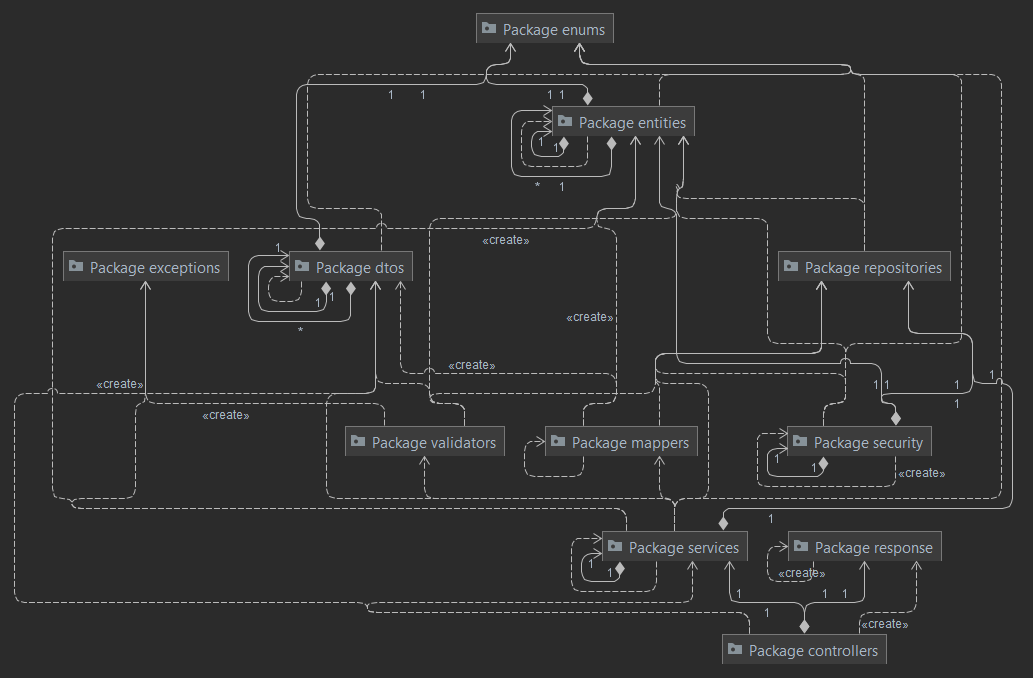 Package enums
1 1 1 1
Package entities
1
1
* 1
«create»
1
Package exceptions
Package dtos
Package repositories
1 1
«create»
*
«create»
1
«create»
1 1 1
«create»
1
Package validators
Package mappers
Package security
1
1
«create»
1
Package services
Package response
1
1
«create»
1 1 1
1
«create»
Package controllers